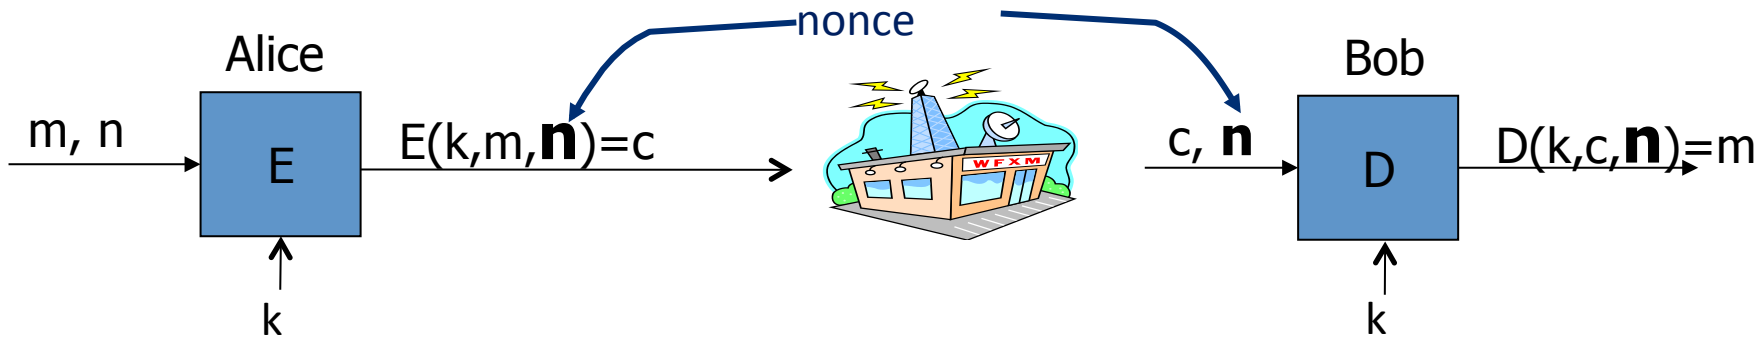 nonce
Alice
Bob
m, n
E
E(k,m,n)=c
WFXM
c, n
D
D(k,c,n)=m
k
k